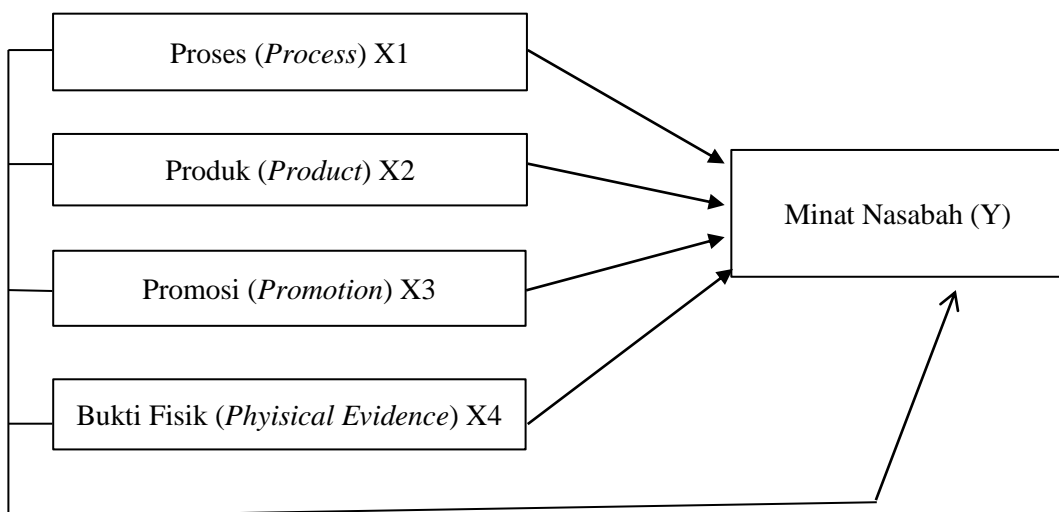 Proses (Process) X1
Produk (Product) X2
Minat Nasabah (Y)
Promosi (Promotion) X3
Bukti Fisik (Phyisical Evidence) X4